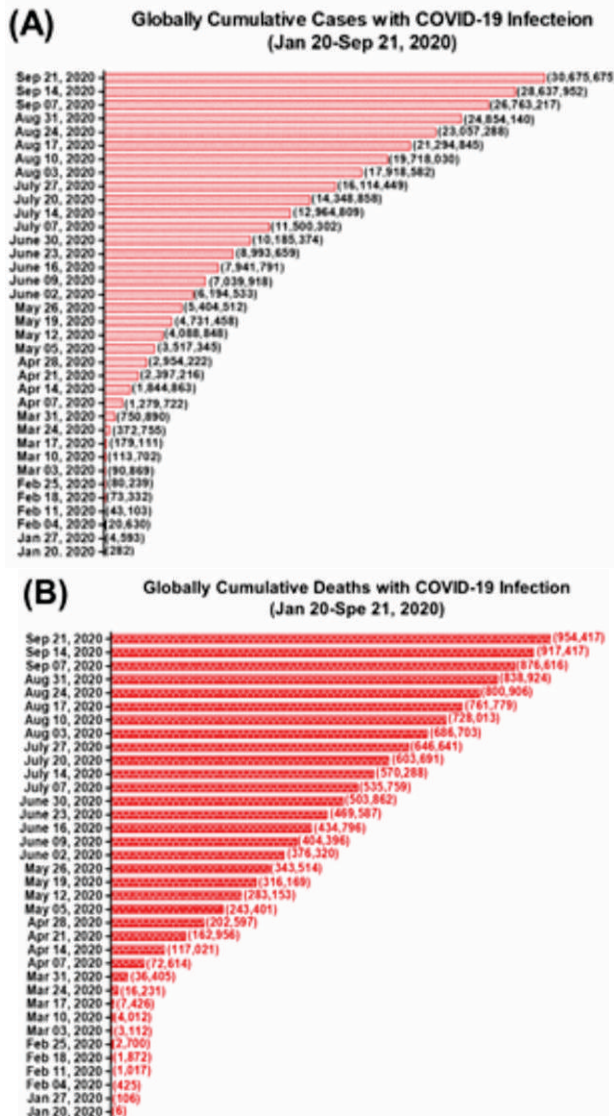 (A)
Globally Cumulative Cases with COVID-19 Infecteion
(Jan 20-Sep 21, 2020)
Sep 21, 2020 (30,675,675
Sep 14, 2020 (28,637,952)
Sep 07, 2020 (26,763,217)
Aug 31, 2020 (24,854,140)
Aug 24, 2020 (23,057,288)
Aug 17, 2020 (21,294,845)
Aug 10, 2020 (19,718,030)
Aug 03, 2020 (17,918,582)
July 27, 2020 (16,114,449)
July 20, 2020 (14,348,858)
July 14, 2020 (12,964,809)
July 07, 2020 (11,500,302)
June 30, 2020 (10,185,374)
June 23, 2020 (8,993,659)
June 16, 2020 (7,941,791)
June 09, 2020 (7,039,918)
June 02, 2020 (6,194,533)
May 26, 2020 (5,404,512)
May 19, 2020 (4,731,458)
May 12, 2020 (4,088,848)
May 05, 2020 (3,517,345)
Apr 28, 2020 (2,954,222)
Apr 21, 2020 (2,397,216)
Apr 14, 2020 (1,844,863)
Apr 07, 2020 (1,279,722)
Mar 31, 2020 (750,890)
Mar 24, 2020 (372,755)
Mar 17, 2020 (179,111)
Mar 10, 2020 (113,702)
Mar 03, 2020 (90,869)
Feb 25, 2020 (80,239)
Feb 18, 2020 (73,332)
Feb 11, 2020 (43,103)
Feb 04, 2020 (20,630)
Jan 27, 2020 (4,593)
Jan 20, 2020 (282)
(B)
Globally Cumulative Deaths with COVID-19 Infection
(Jan 20-Spe 21, 2020)
Sep 21, 2020 (954,417)
Sep 14, 2020 (917,417)
Sep 07, 2020 (876,616)
Aug 31, 2020 (838,924)
Aug 24, 2020 (800,906)
Aug 17, 2020 (761,779)
Aug 10, 2020 (728,013)
Aug 03, 2020 (686,703)
July 27, 2020 (646,641)
July 20, 2020 (603,691)
July 14, 2020 (570,288)
July 07, 2020 (535,759)
June 30, 2020 (503,862)
June 23, 2020 (469,587)
June 16, 2020 (434,796)
June 09, 2020 (404,396)
June 02, 2020 (376,320)
May 26, 2020 (343,514)
May 19, 2020 (316,169)
May 12, 2020 (283,153)
May 05, 2020 (243,401)
Apr 28, 2020 (202,597)
Apr 21, 2020 (162,956)
Apr 14, 2020 (117,021)
Apr 07, 2020 (72,614)
Mar 31, 2020 (36,405)
Mar 24, 2020 (16,231)
Mar 17, 2020 (7,426)
Mar 10, 2020 (4,012)
Mar 03, 2020 (3,112)
Feb 25, 2020 (2,700)
Feb 18, 2020 (1,872)
Feb 11, 2020 (1,017)
Feb 04, 2020 (425)
Jan 27, 2020 (106)
Jan 20, 2020 (6)